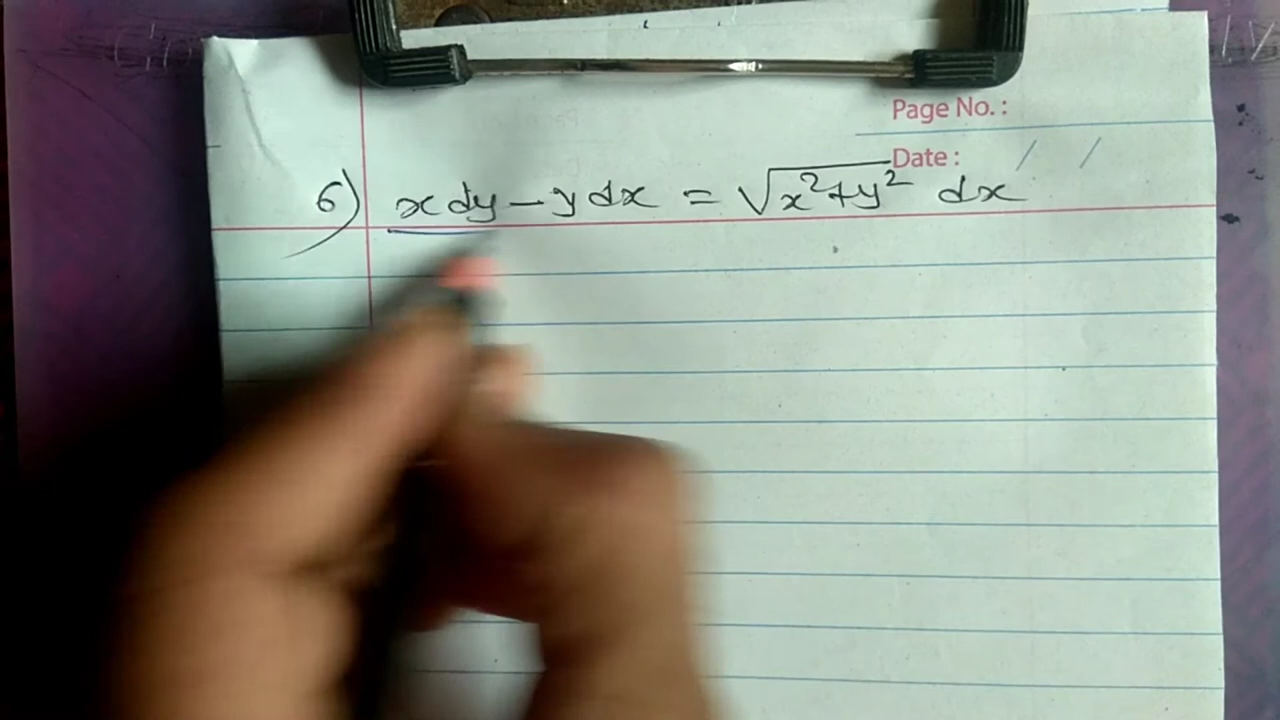 Page No. :
Date : / /
6) x dy - y dx = √x²+y² dx